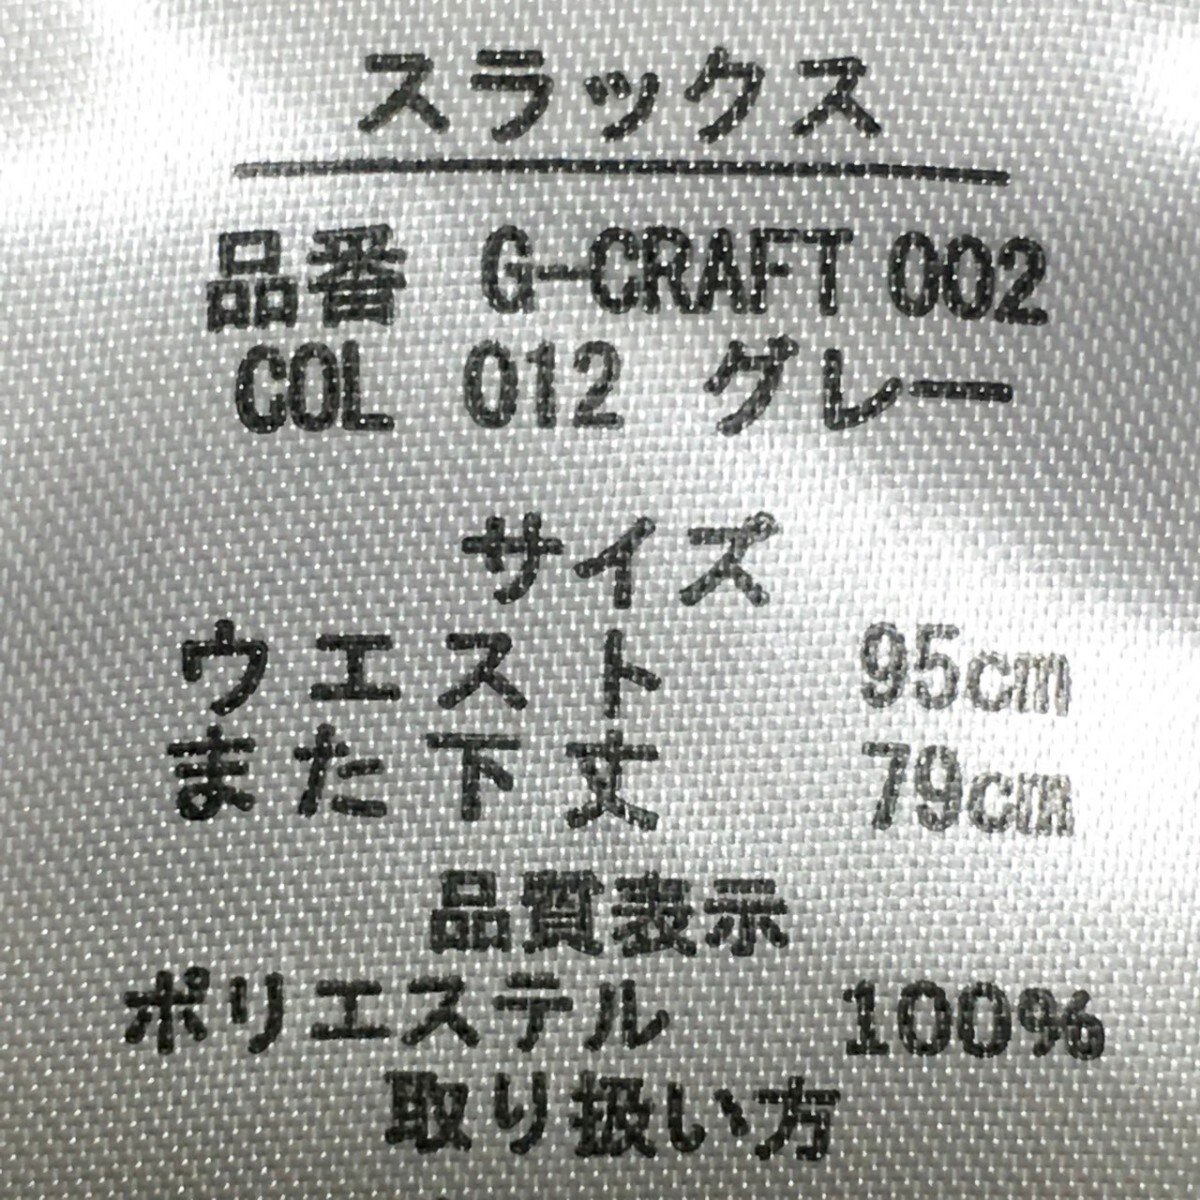 スラックス
品番 G-CRAFT 002
COL 012 グレー
サイズ
ウエスト 95cm
また下丈 79cm
品質表示
ポリエステル 100%
取り扱い方